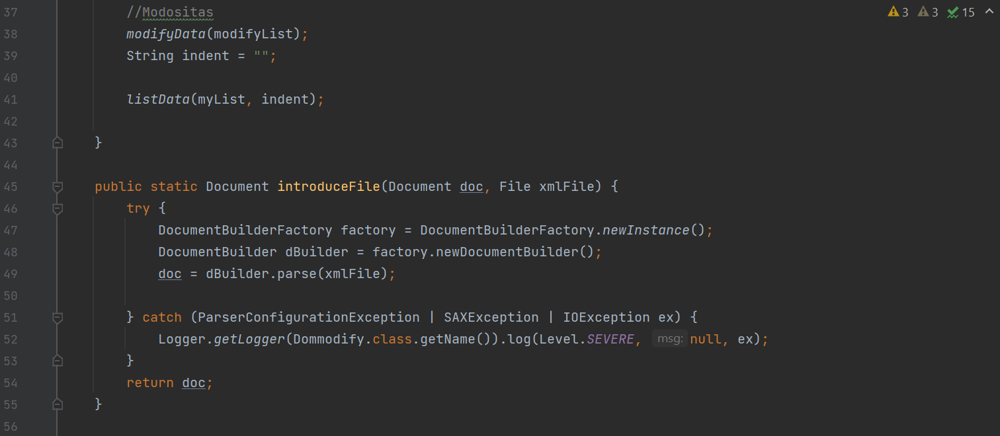 3 3 15
37 //Modositas
38 modifyData(modifyList);
39 String indent = "";
40
41 listData(myList, indent);
42
43 }
44
45 public static Document introduceFile(Document doc, File xmlFile) {
46 try {
47 DocumentBuilderFactory factory = DocumentBuilderFactory.newInstance();
48 DocumentBuilder dBuilder = factory.newDocumentBuilder();
49 doc = dBuilder.parse(xmlFile);
50
51 } catch (ParserConfigurationException | SAXException | IOException ex) {
52 Logger.getLogger(Dommodify.class.getName()).log(Level.SEVERE, msg: null, ex);
53 }
54 return doc;
55 }
56